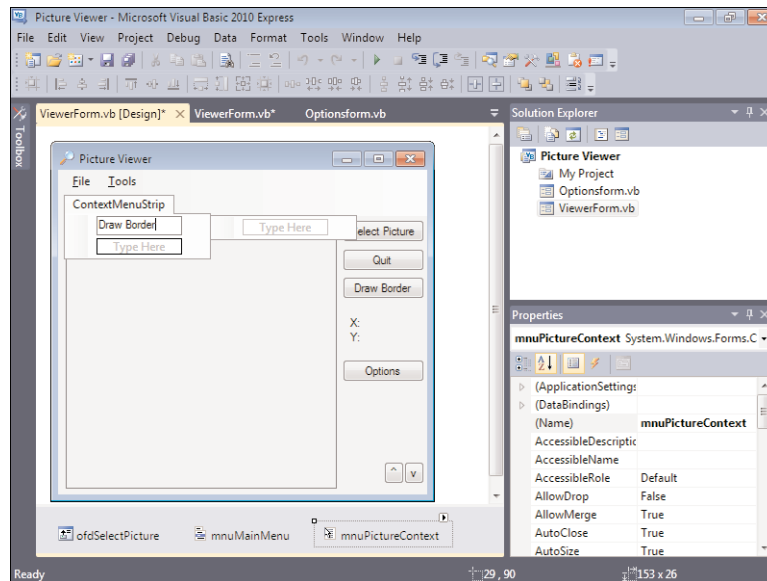 Picture Viewer - Microsoft Visual Basic 2010 Express
File Edit View Project Debug Data Format Tools Window Help
ViewerForm.vb [Design]* ViewerForm.vb* Optionsform.vb
Toolbox
Picture Viewer
File Tools
ContextMenuStrip
Draw Border Type Here
Type Here
elect Picture
Quit
Draw Border
X:
Y:
Options
ofdSelectPicture mnuMainMenu mnuPictureContext
Solution Explorer
Picture Viewer
My Project
Optionsform.vb
ViewerForm.vb
Properties
mnuPictureContext System.Windows.Forms.C
(ApplicationSettings
(DataBindings)
(Name) mnuPictureContext
AccessibleDescriptic
AccessibleName
AccessibleRole Default
AllowDrop False
AllowMerge True
AutoClose True
AutoSize True
Ready 29 , 90 153 x 26